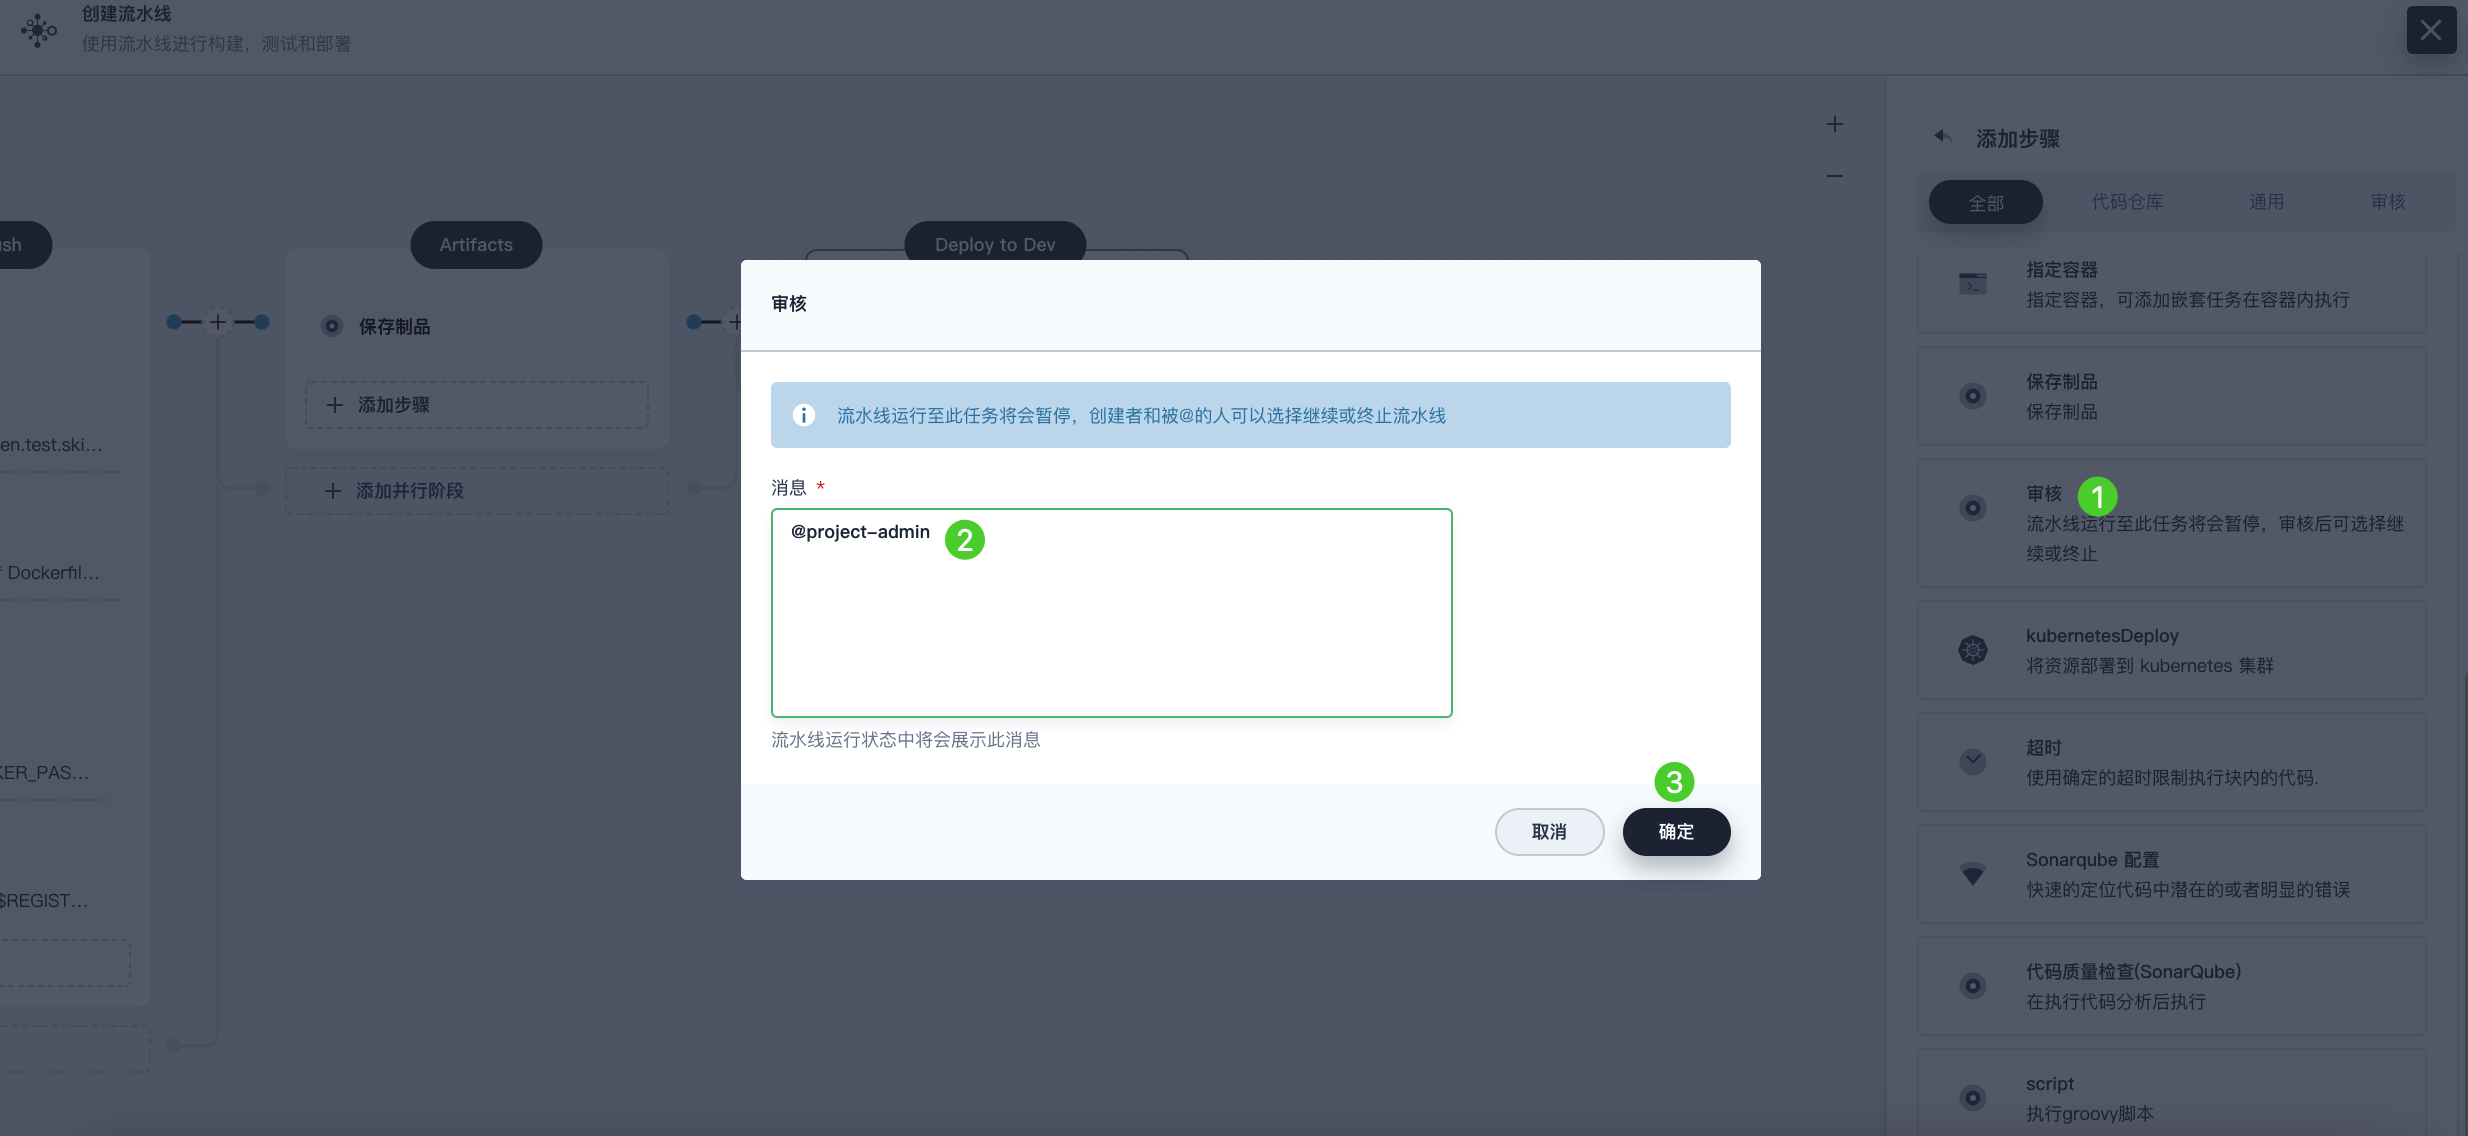 创建流水线
使用流水线进行构建，测试和部署
ush
Artifacts
保存制品
添加步骤
添加并行阶段
Deploy to Dev
en.test.ski...
f Dockerfil...
KER_PAS...
$REGIST...
审核
流水线运行至此任务将会暂停，创建者和被@的人可以选择继续或终止流水线
消息 *
@project-admin
2
流水线运行状态中将会展示此消息
3
取消
确定
添加步骤
全部
代码仓库
通用
审核
指定容器
指定容器，可添加嵌套任务在容器内执行
保存制品
保存制品
审核
1
流水线运行至此任务将会暂停，审核后可选择继
续或终止
kubernetesDeploy
将资源部署到 kubernetes 集群
超时
使用确定的超时限制执行块内的代码.
Sonarqube 配置
快速的定位代码中潜在的或者明显的错误
代码质量检查(SonarQube)
在执行代码分析后执行
script
执行groovy脚本